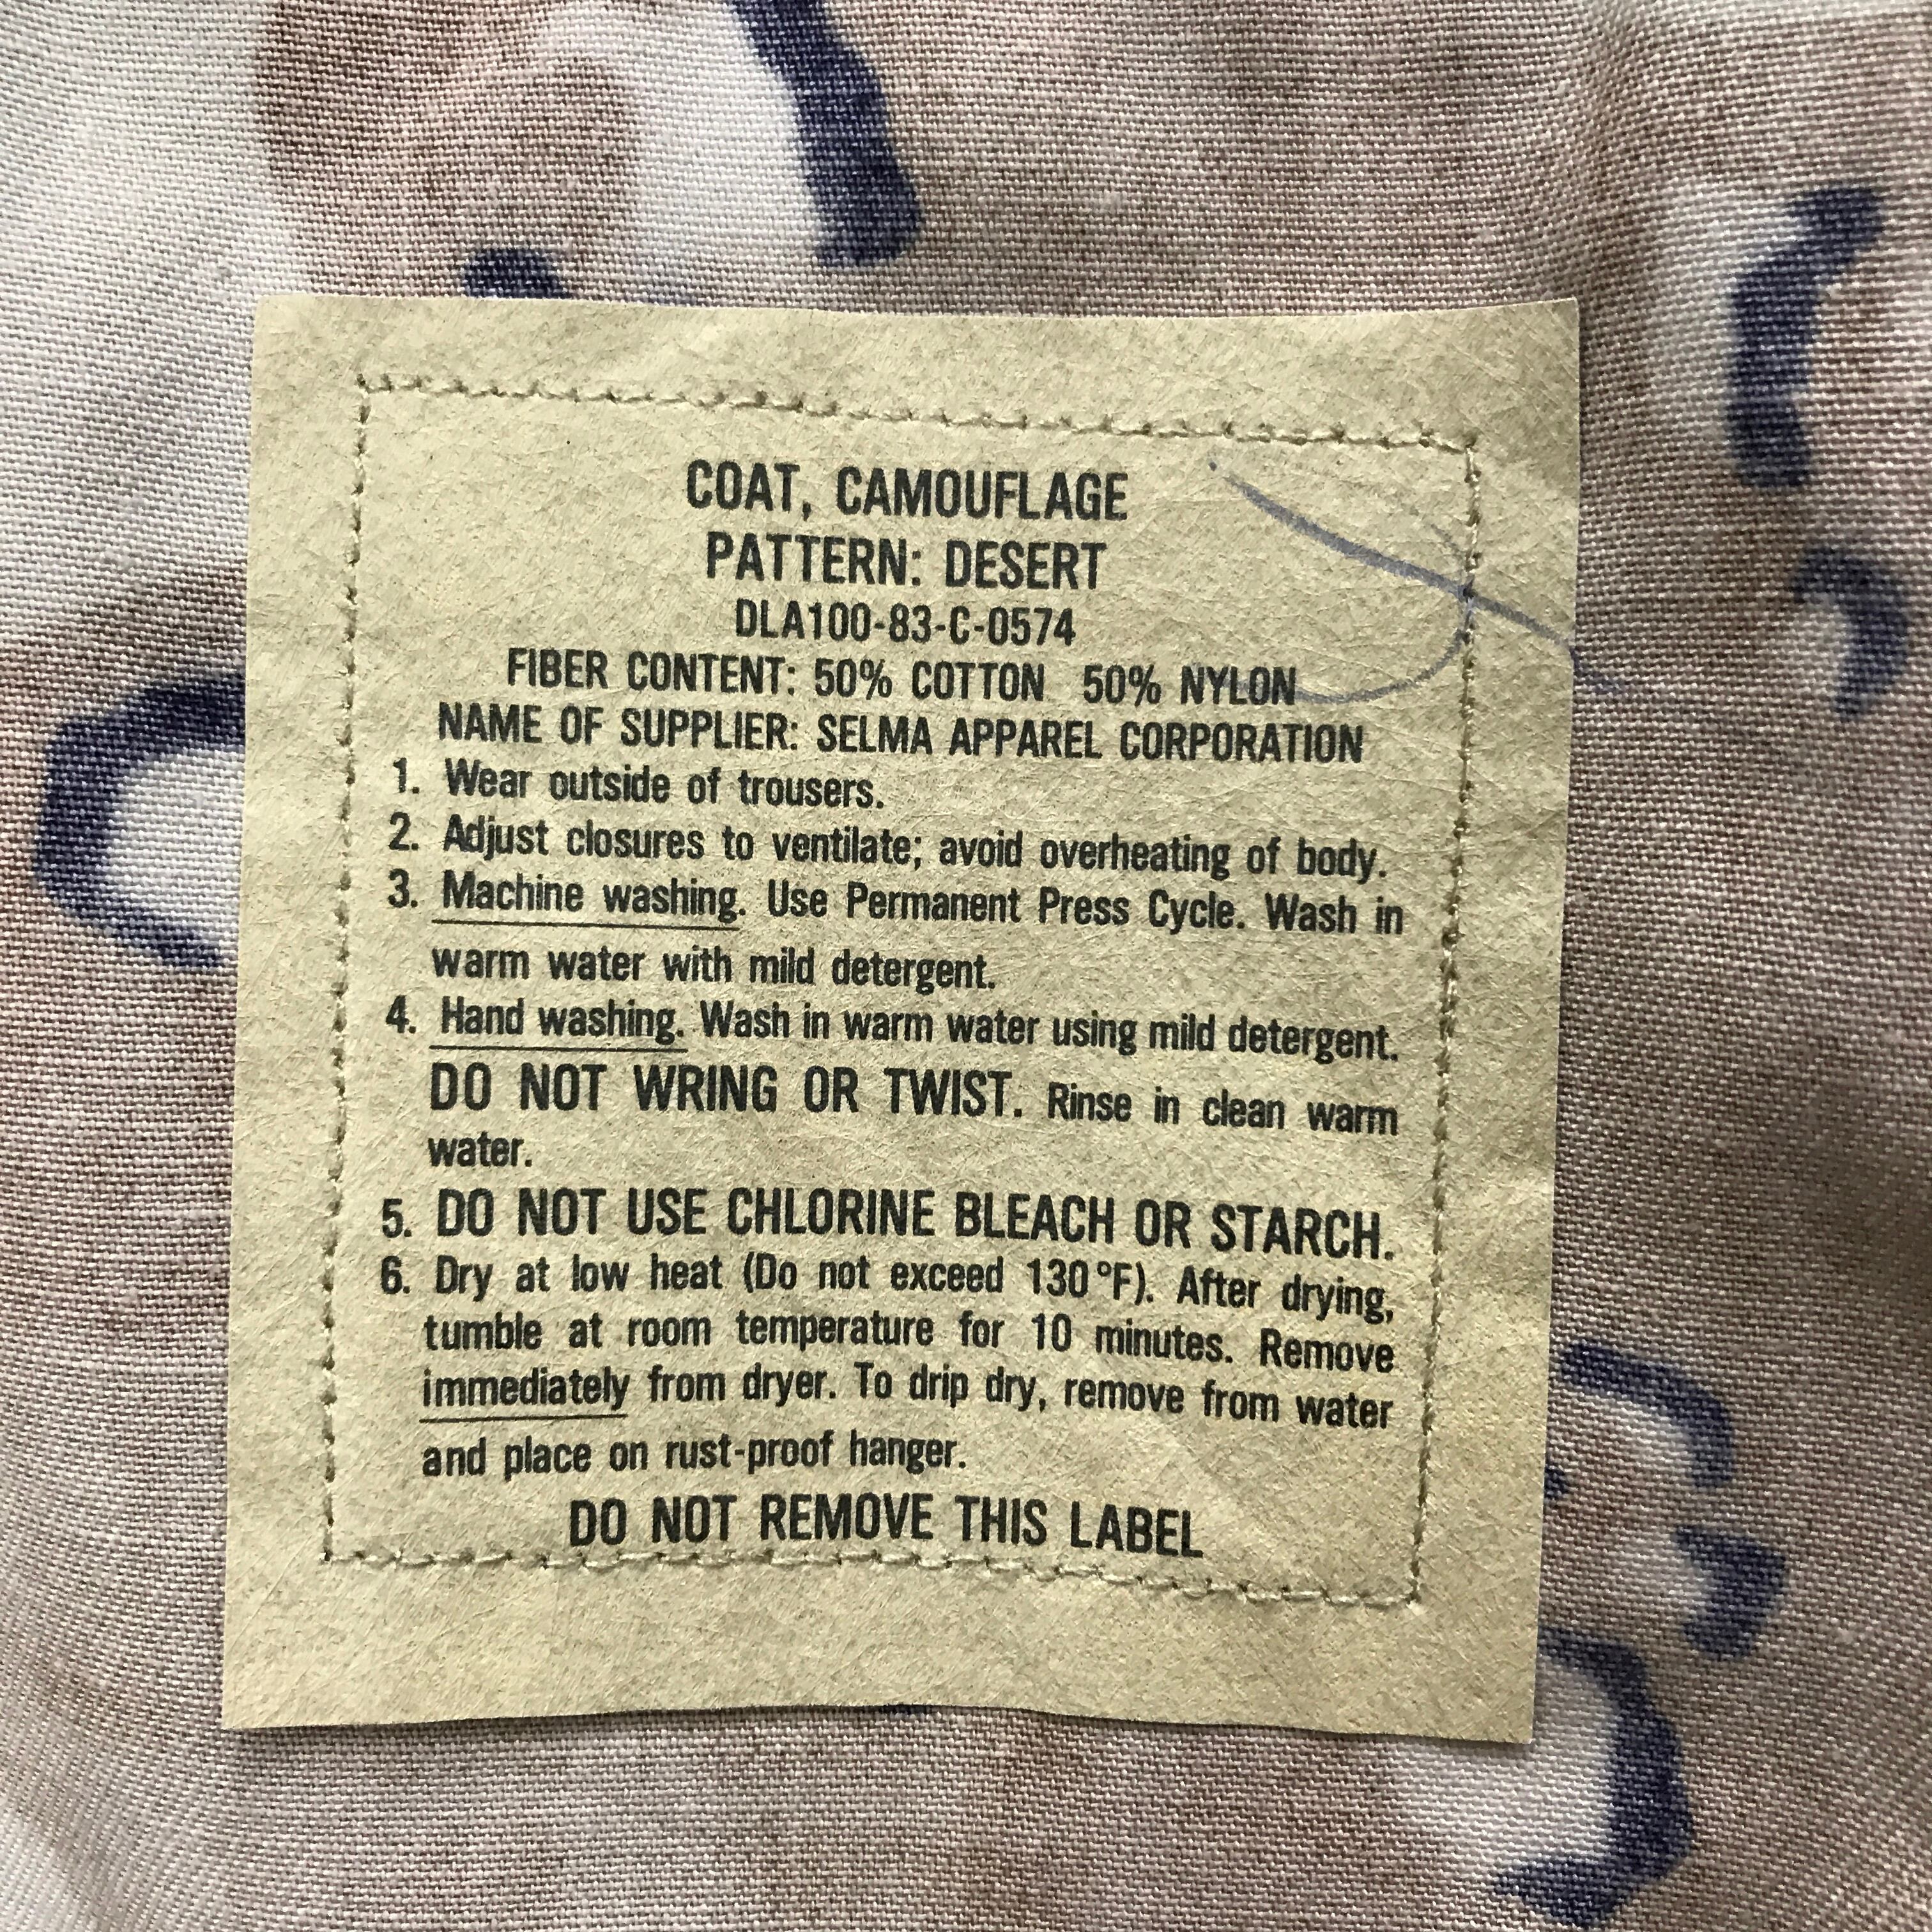 COAT, CAMOUFLAGE
PATTERN: DESERT
DLA100-83-C-0574
FIBER CONTENT: 50% COTTON 50% NYLON
NAME OF SUPPLIER: SELMA APPAREL CORPORATION
1. Wear outside of trousers.
2. Adjust closures to ventilate; avoid overheating of body.
3. Machine washing. Use Permanent Press Cycle. Wash in
warm water with mild detergent.
4. Hand washing. Wash in warm water using mild detergent.
DO NOT WRING OR TWIST. Rinse in clean warm
water.
5. DO NOT USE CHLORINE BLEACH OR STARCH.
6. Dry at low heat (Do not exceed 130°F). After drying,
tumble at room temperature for 10 minutes. Remove
immediately from dryer. To drip dry, remove from water
and place on rust-proof hanger.
DO NOT REMOVE THIS LABEL